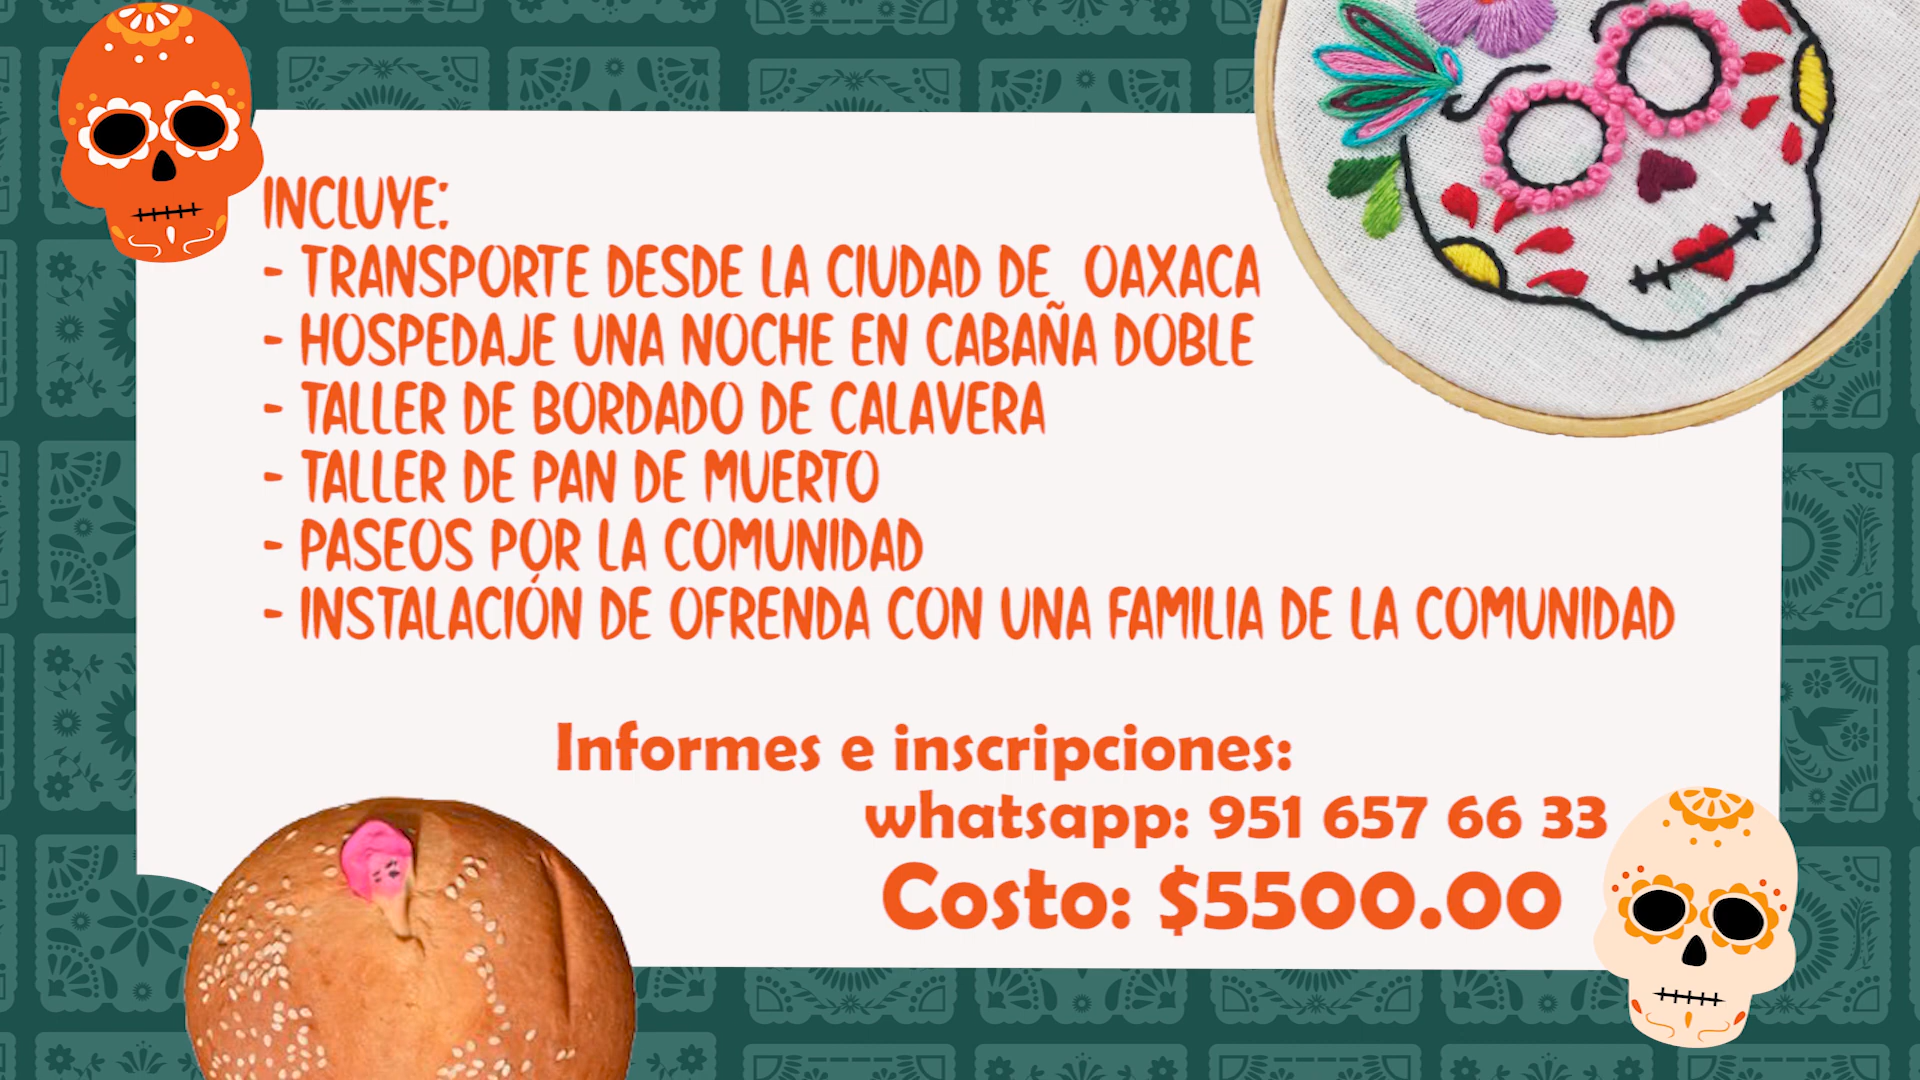 INCLUYE:
- TRANSPORTE DESDE LA CIUDAD DE OAXACA
- HOSPEDAJE UNA NOCHE EN CABAÑA DOBLE
- TALLER DE BORDADO DE CALAVERA
- TALLER DE PAN DE MUERTO
- PASEOS POR LA COMUNIDAD
- INSTALACIÓN DE OFRENDA CON UNA FAMILIA DE LA COMUNIDAD
Informes e inscripciones:
whatsapp: 951 657 66 33
Costo: $5500.00